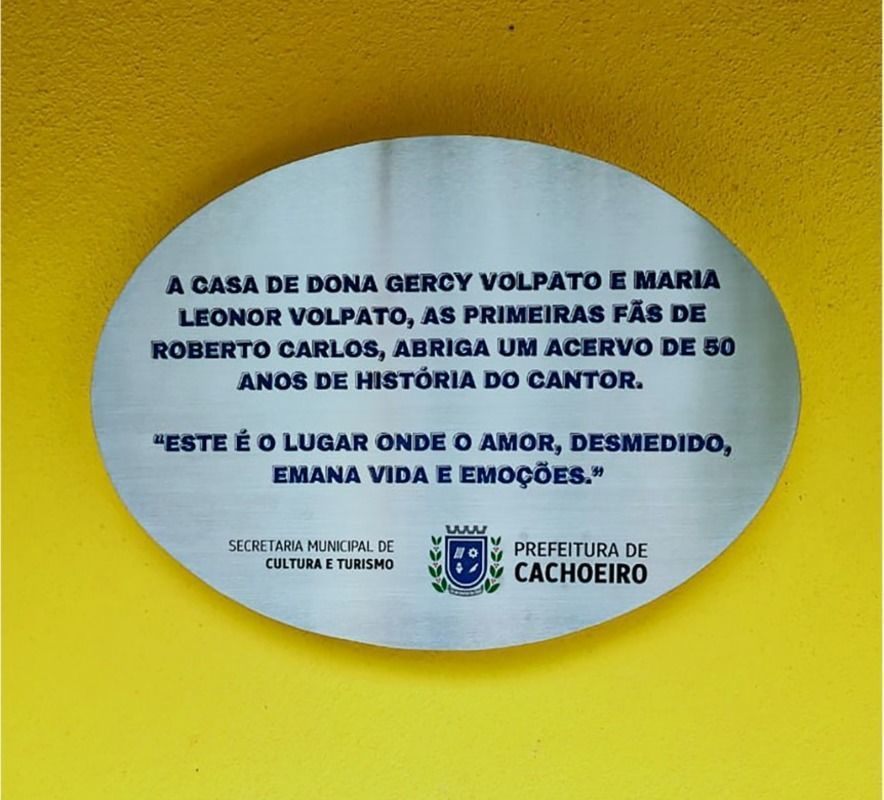 A CASA DE DONA GERCY VOLPATO E MARIA
LEONOR VOLPATO, AS PRIMEIRAS FÃS DE
ROBERTO CARLOS, ABRIGA UM ACERVO DE 50
ANOS DE HISTÓRIA DO CANTOR.
“ESTE É O LUGAR ONDE O AMOR, DESMEDIDO,
EMANA VIDA E EMOÇÕES.”
SECRETARIA MUNICIPAL DE
CULTURA E TURISMO
PREFEITURA DE
CACHOEIRO